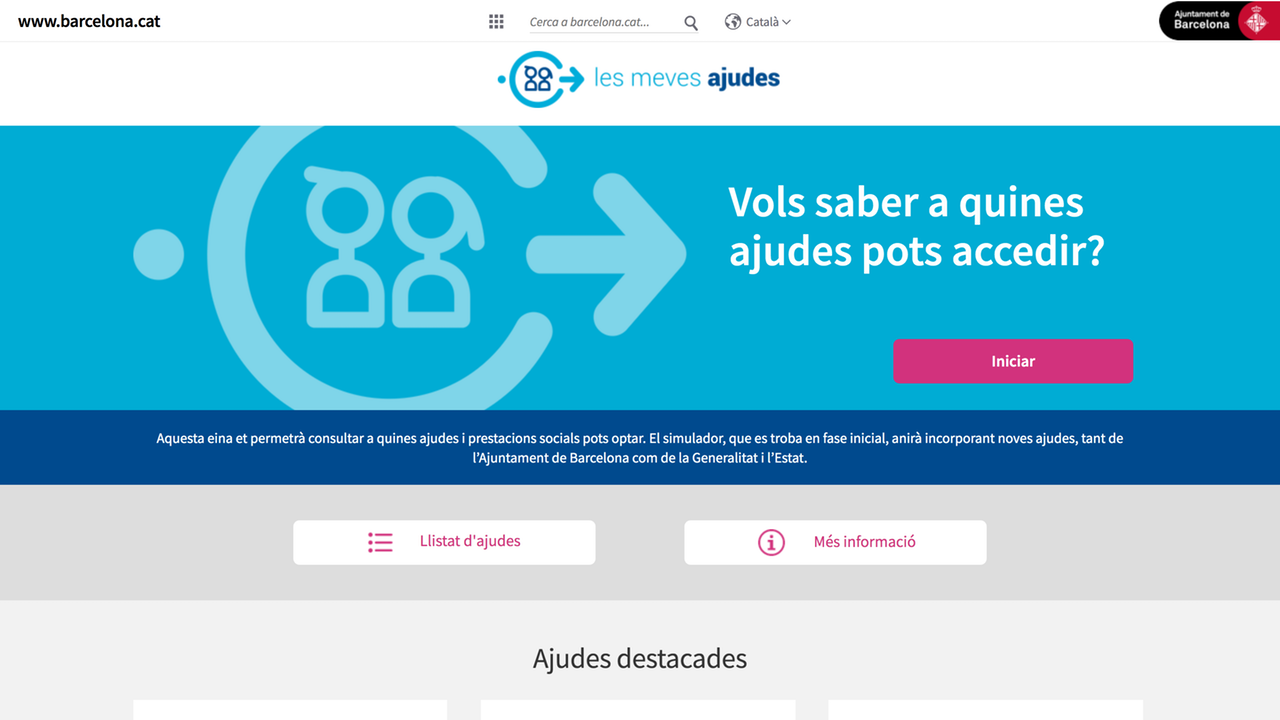 www.barcelona.cat
Cerca a barcelona.cat...
Català
Ajuntament de
Barcelona
les meves ajudes
Vols saber a quines
ajudes pots accedir?
Iniciar
Aquesta eina et permetrà consultar a quines ajudes i prestacions socials pots optar. El simulador, que es troba en fase inicial, anirà incorporant noves ajudes, tant de
l’Ajuntament de Barcelona com de la Generalitat i l’Estat.
Llistat d'ajudes
Més informació
Ajudes destacades